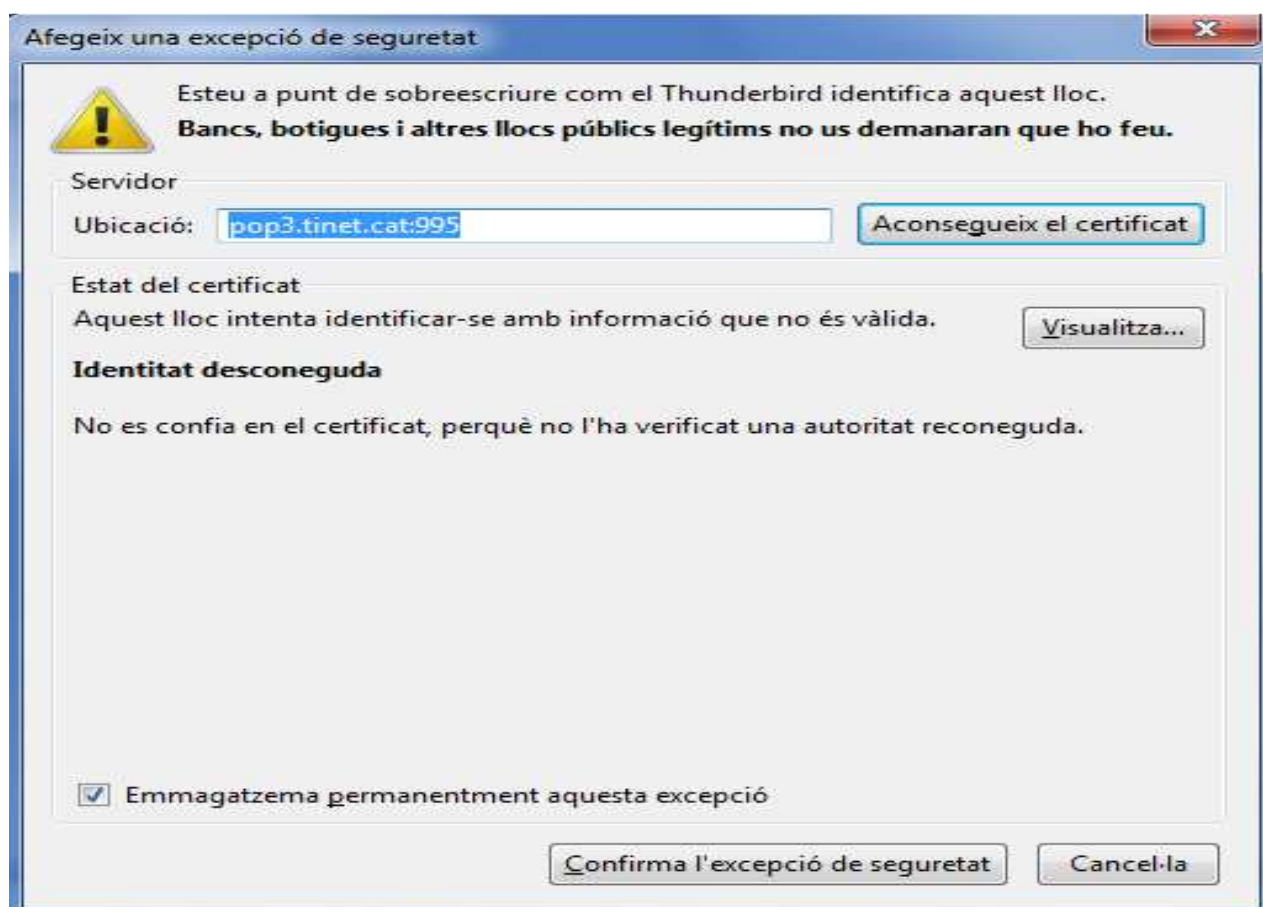 Afegeix una excepció de seguretat
Esteu a punt de sobreescriure com el Thunderbird identifica aquest lloc.
Bancs, botigues i altres llocs públics legítims no us demanaran que ho feu.
Servidor
Ubicació: pop3.tinet.cat:995 Aconsegueix el certificat
Estat del certificat
Aquest lloc intenta identificar-se amb informació que no és vàlida. Visualitza...
Identitat desconeguda
No es confia en el certificat, perquè no l'ha verificat una autoritat reconeguda.
Emmagatzema permanentment aquesta excepció
Confirma l'excepció de seguretat Cancel·la